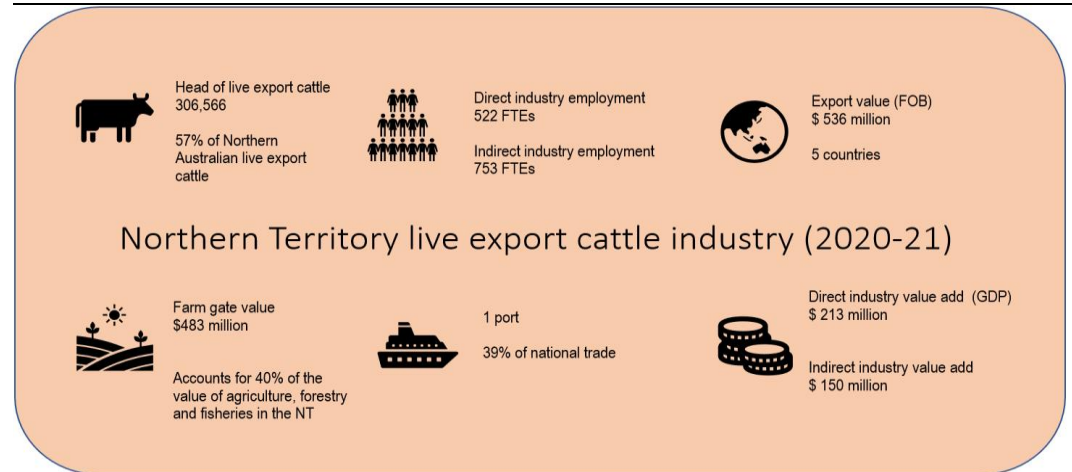 Head of live export cattle
306,566
57% of Northern
Australian live export
cattle
Direct industry employment
522 FTEs
Indirect industry employment
753 FTEs
Export value (FOB)
$ 536 million
5 countries
Northern Territory live export cattle industry (2020-21)
Farm gate value
$483 million
Accounts for 40% of the
value of agriculture, forestry
and fisheries in the NT
1 port
39% of national trade
Direct industry value add (GDP)
$ 213 million
Indirect industry value add
$ 150 million